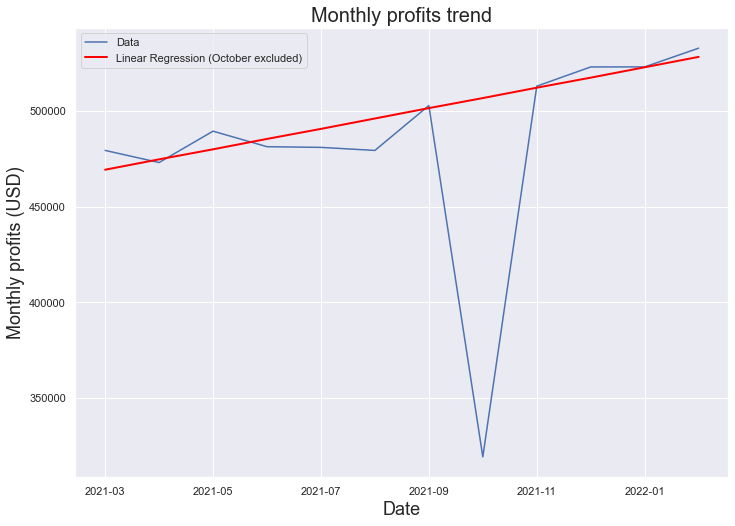 Monthly profits trend
Data
Linear Regression (October excluded)
Monthly profits (USD)
500000
450000
400000
350000
2021-03
2021-05
2021-07
2021-09
2021-11
2022-01
Date